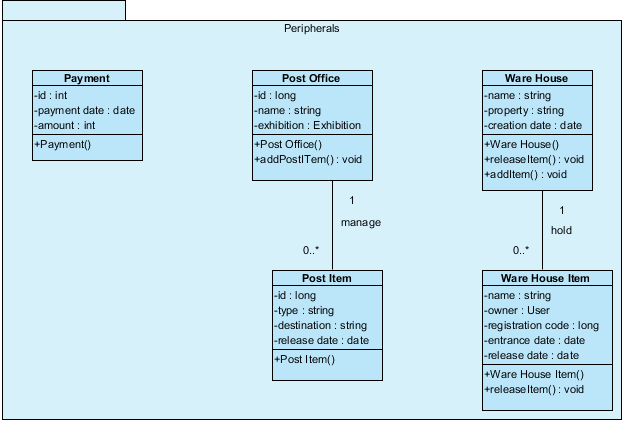 Peripherals
Payment
-id : int
-payment date : date
-amount : int
+Payment()
Post Office
-id : long
-name : string
-exhibition : Exhibition
+Post Office()
+addPostITem() : void
Ware House
-name : string
-property : string
-creation date : date
+Ware House()
+releaseItem() : void
+addItem() : void
1
manage
0..*
1
hold
0..*
Post Item
-id : long
-type : string
-destination : string
-release date : date
+Post Item()
Ware House Item
-name : string
-owner : User
-registration code : long
-entrance date : date
-release date : date
+Ware House Item()
+releaseItem() : void